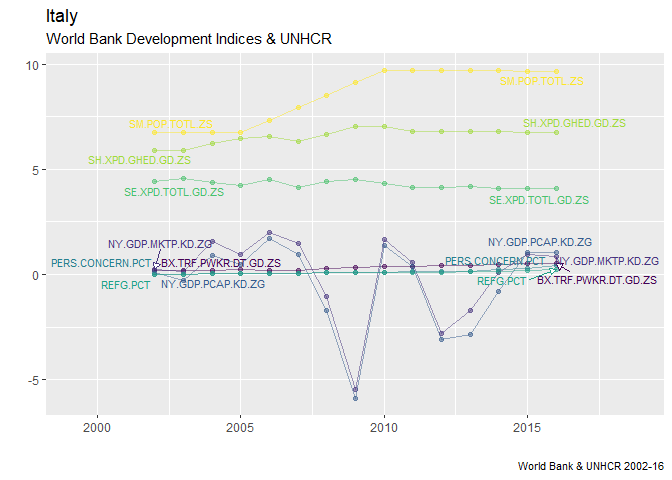 Italy
World Bank Development Indices & UNHCR
10
SM.POP.TOTL.ZS
SM.POP.TOTL.ZS
SH.XPD.GHED.GD.ZS
SH.XPD.GHED.GD.ZS
5
SE.XPD.TOTL.GD.ZS
SE.XPD.TOTL.GD.ZS
NY.GDP.MKTP.KD.ZG
NY.GDP.PCAP.KD.ZG
PERS.CONCERN.PCT
BX.TRF.PWKR.DT.GD.ZS
PERS.CONCERN.PCT
NY.GDP.MKTP.KD.ZG
0
REFG.PCT
NY.GDP.PCAP.KD.ZG
REFG.PCT
BX.TRF.PWKR.DT.GD.ZS
-5
2000
2005
2010
2015
World Bank & UNHCR 2002-16